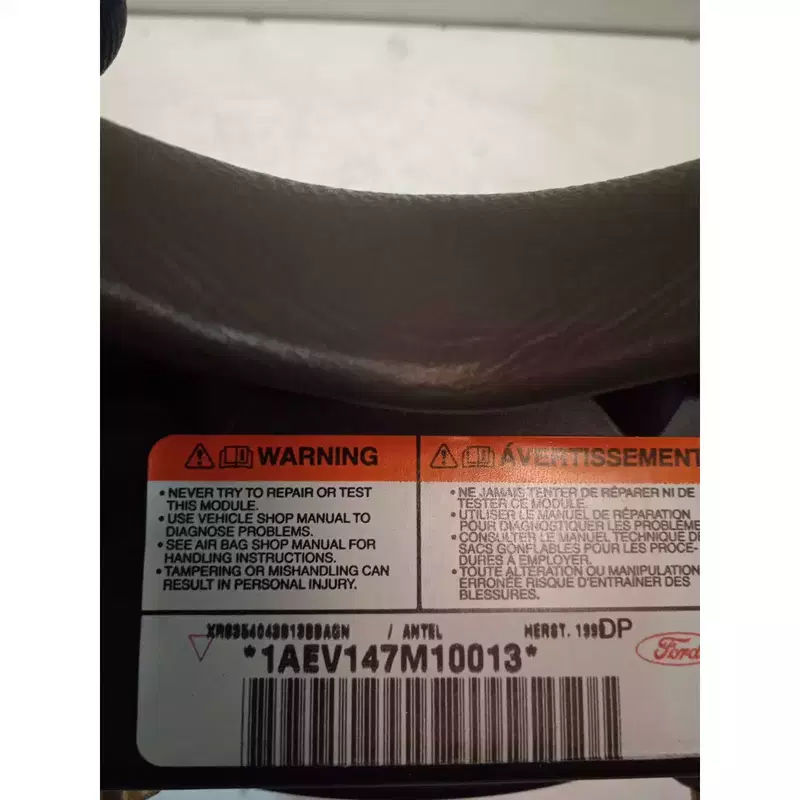 WARNING
• NEVER TRY TO REPAIR OR TEST
THIS MODULE.
• USE VEHICLE SHOP MANUAL TO
DIAGNOSE PROBLEMS.
• SEE AIR BAG SHOP MANUAL FOR
HANDLING INSTRUCTIONS.
• TAMPERING OR MISHANDLING CAN
RESULT IN PERSONAL INJURY.
ÁVERTISSEMENT
• NE JAMAIS TENTER DE RÉPARER NI DE
TESTER CE MODULE.
• UTILISER LE MANUEL DE RÉPARATION
POUR DIAGNOSTIQUER LES PROBLÈME
• CONSULTER LE MANUEL TECHNIQUE DE
SACS GONFLABLES POUR LES PROCÉ-
DURES À EMPLOYER.
• TOUTE ALTÉRATION OU MANIPULATION
ERRONÉE RISQUE D'ENTRAÎNER DES
BLESSURES.
/ ANTEL HERST. 199DP
*1AEV147M10013*
Ford